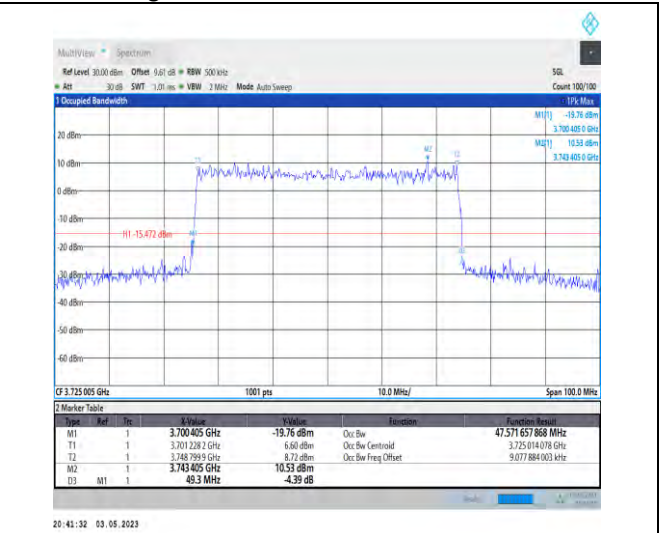 MultiView Spectrum
Ref Level 30.00 dBm Offset 9.61 dB RBW 500 kHz SGL
Att 30 dB SWT 1.01 ms VBW 2 MHz Mode Auto Sweep Count 100/100
1 Occupied Bandwidth 1Pk Max
M1[1] -19.76 dBm
3.700 405 0 GHz
M2[1] 10.53 dBm
3.743 405 0 GHz
20 dBm
M2
T1 T2
10 dBm
0 dBm
-10 dBm
H1 -15.472 dBm M1
-20 dBm
D3
-30 dBm
-40 dBm
-50 dBm
-60 dBm
CF 3.725 005 GHz 1001 pts 10.0 MHz/ Span 100.0 MHz
2 Marker Table
Type Ref Trc X-Value Y-Value Function Function Result
M1 1 3.700 405 GHz -19.76 dBm Occ Bw 47.571 657 868 MHz
T1 1 3.701 228 2 GHz 6.60 dBm Occ Bw Centroid 3.725 014 078 GHz
T2 1 3.748 799 9 GHz 8.72 dBm Occ Bw Freq Offset 9.077 884 003 kHz
M2 1 3.743 405 GHz 10.53 dBm
D3 M1 1 49.3 MHz -4.39 dB
Ready
20:41:32 03.05.2023